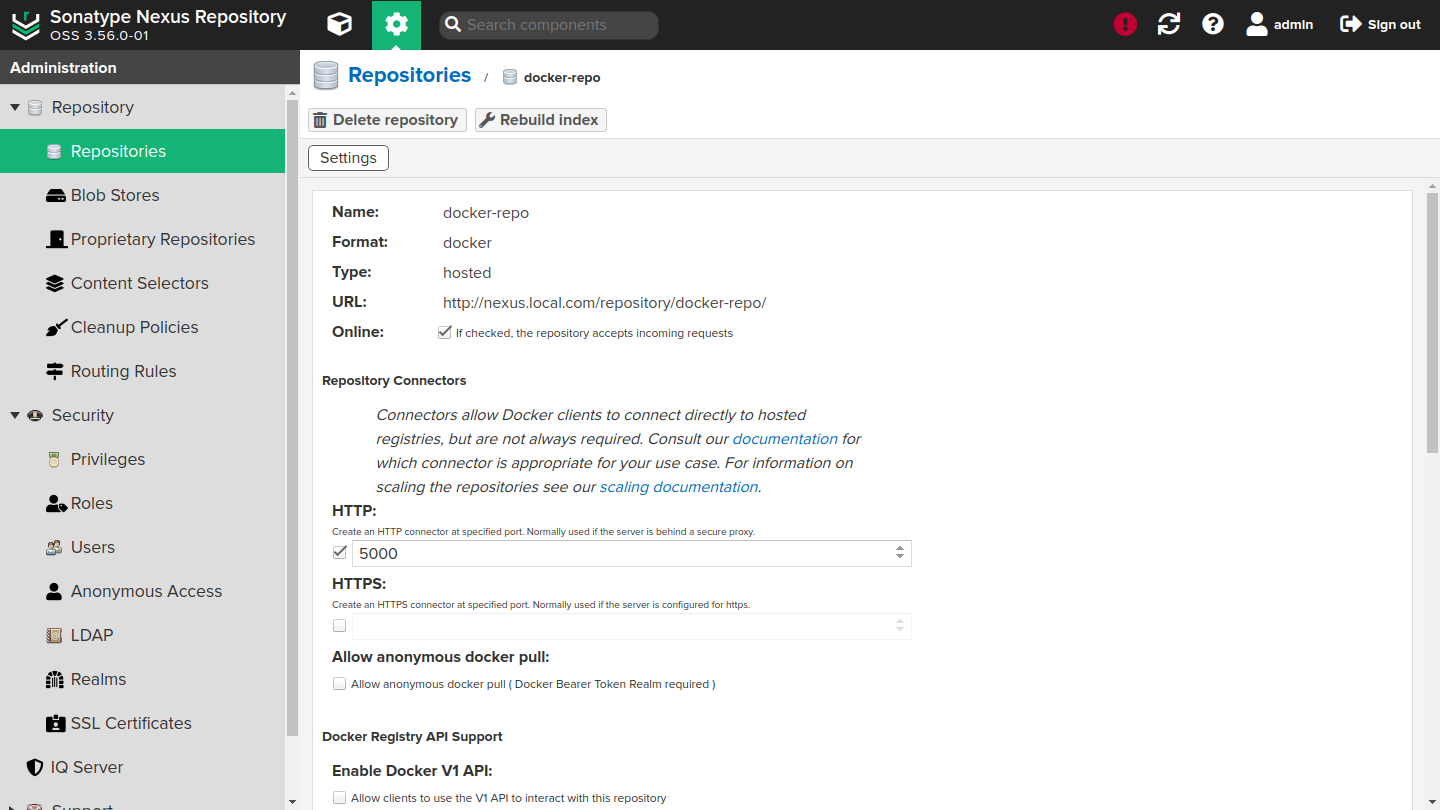 Sonatype Nexus Repository
OSS 3.56.0-01
Search components
admin
Sign out
Administration
Repository
Repositories
Blob Stores
Proprietary Repositories
Content Selectors
Cleanup Policies
Routing Rules
Security
Privileges
Roles
Users
Anonymous Access
LDAP
Realms
SSL Certificates
IQ Server
Support
Repositories / docker-repo
Delete repository
Rebuild index
Settings
Name: docker-repo
Format: docker
Type: hosted
URL: http://nexus.local.com/repository/docker-repo/
Online: If checked, the repository accepts incoming requests
Repository Connectors
Connectors allow Docker clients to connect directly to hosted
registries, but are not always required. Consult our documentation for
which connector is appropriate for your use case. For information on
scaling the repositories see our scaling documentation.
HTTP:
Create an HTTP connector at specified port. Normally used if the server is behind a secure proxy.
5000
HTTPS:
Create an HTTPS connector at specified port. Normally used if the server is configured for https.
Allow anonymous docker pull:
Allow anonymous docker pull ( Docker Bearer Token Realm required )
Docker Registry API Support
Enable Docker V1 API:
Allow clients to use the V1 API to interact with this repository